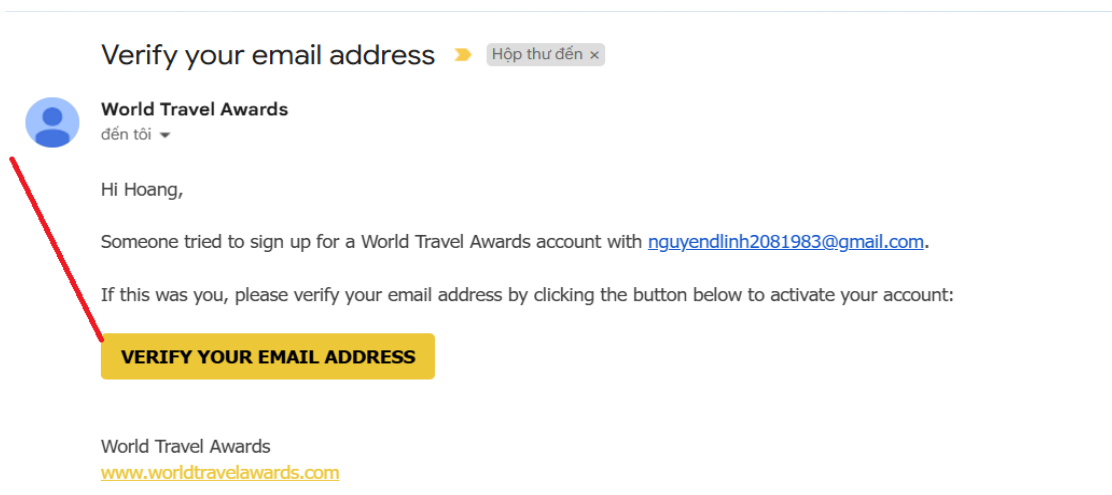 Verify your email address Hộp thư đến ×
World Travel Awards
đến tôi
Hi Hoang,
Someone tried to sign up for a World Travel Awards account with nguyendlinh2081983@gmail.com.
If this was you, please verify your email address by clicking the button below to activate your account:
VERIFY YOUR EMAIL ADDRESS
World Travel Awards
www.worldtravelawards.com